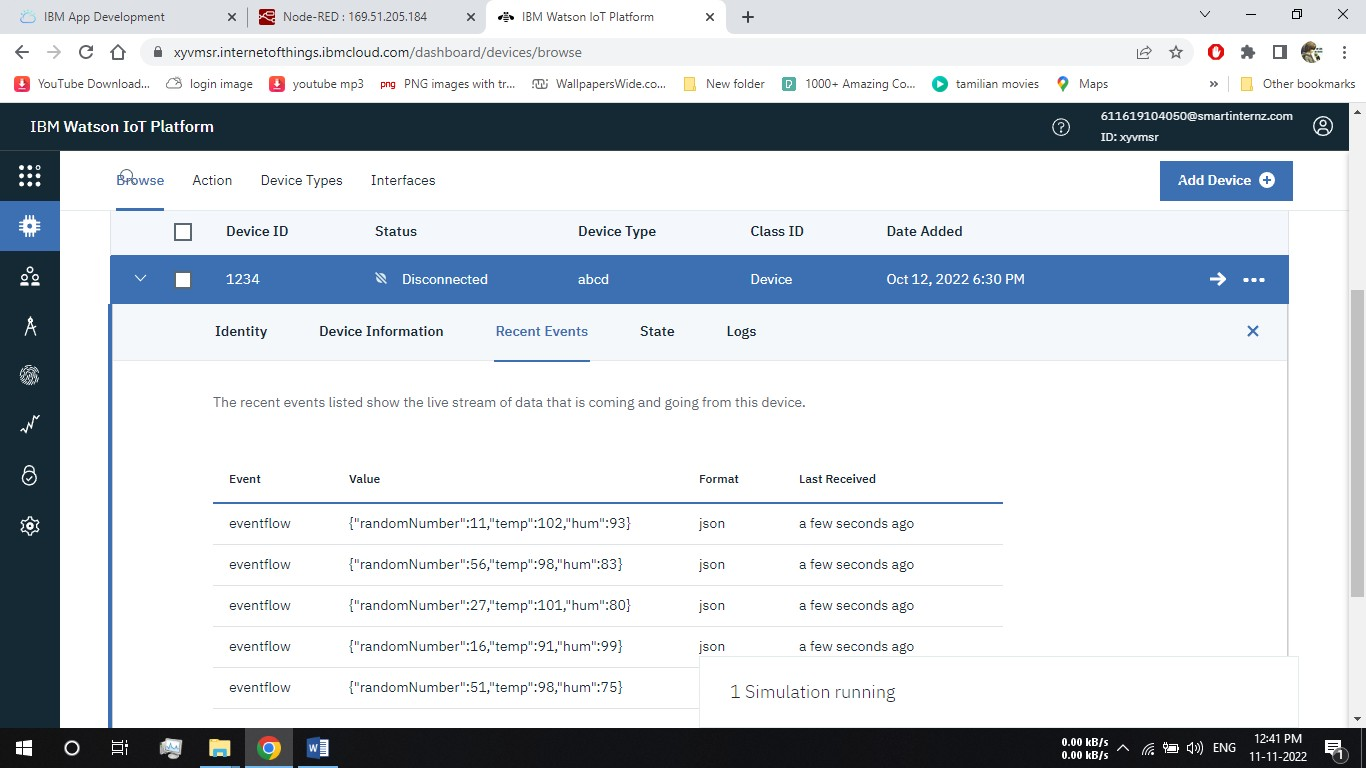 IBM App Development
Node-RED : 169.51.205.184
IBM Watson IoT Platform
xyvmsr.internetofthings.ibmcloud.com/dashboard/devices/browse
YouTube Download...
login image
youtube mp3
png PNG images with tr...
WallpapersWide.co...
New folder
1000+ Amazing Co...
tamilian movies
Maps
»
Other bookmarks
IBM Watson IoT Platform
611619104050@smartinternz.com
ID: xyvmsr
Browse
Action
Device Types
Interfaces
Add Device
Device ID Status Device Type Class ID Date Added
1234 Disconnected abcd Device Oct 12, 2022 6:30 PM
Identity Device Information Recent Events State Logs
The recent events listed show the live stream of data that is coming and going from this device.
Event Value Format Last Received
eventflow {"randomNumber":11,"temp":102,"hum":93} json a few seconds ago
eventflow {"randomNumber":56,"temp":98,"hum":83} json a few seconds ago
eventflow {"randomNumber":27,"temp":101,"hum":80} json a few seconds ago
eventflow {"randomNumber":16,"temp":91,"hum":99} json a few seconds ago
eventflow {"randomNumber":51,"temp":98,"hum":75}
1 Simulation running
0.00 kB/s
0.00 kB/s
ENG
12:41 PM
11-11-2022
1